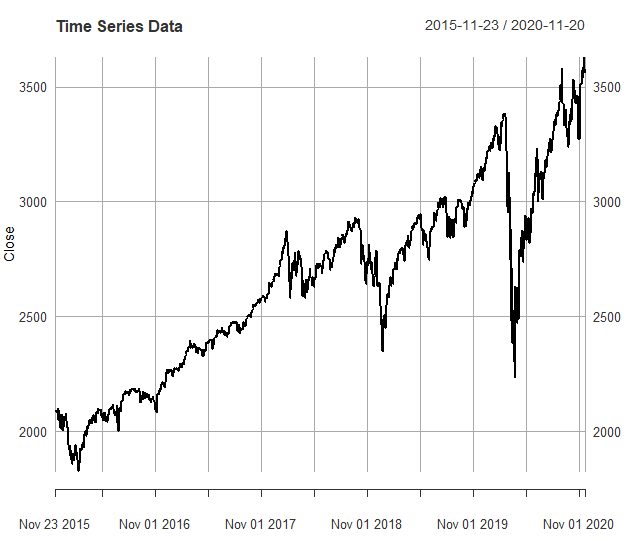 Time Series Data 2015-11-23 / 2020-11-20
3500 3500
3000 3000
Close
2500 2500
2000 2000
Nov 23 2015 Nov 01 2016 Nov 01 2017 Nov 01 2018 Nov 01 2019 Nov 01 2020